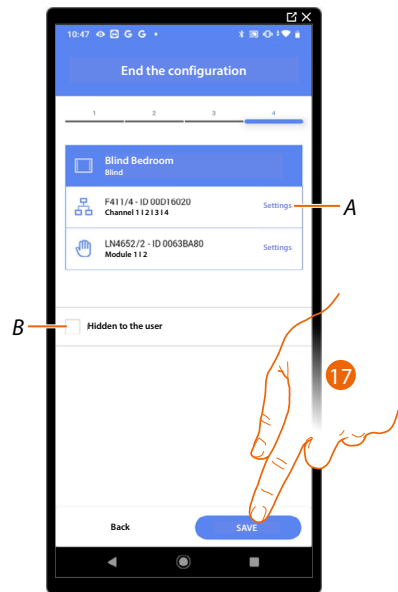 10:47 G G
End the configuration
1 2 3 4
Blind Bedroom
Blind
F411/4 - ID 00D16020
Channel 1 I 2 I 3 I 4
Settings
A
LN4652/2 - ID 0063BA80
Module 1 I 2
Settings
B
Hidden to the user
17
Back
SAVE